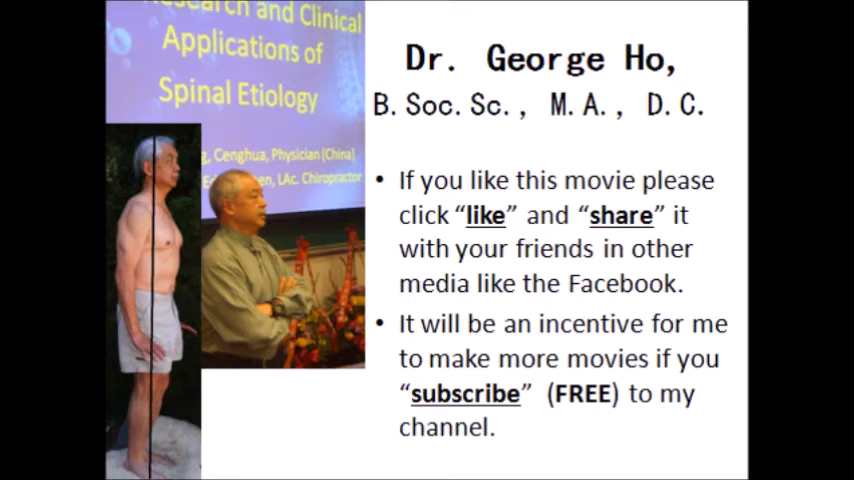 Research and Clinical
Applications of
Spinal Etiology
Cenghua, Physician (China)
LAc. Chiropractor
Dr. George Ho,
B. Soc. Sc., M. A., D. C.
• If you like this movie please
click “like” and “share” it
with your friends in other
media like the Facebook.
• It will be an incentive for me
to make more movies if you
“subscribe” (FREE) to my
channel.